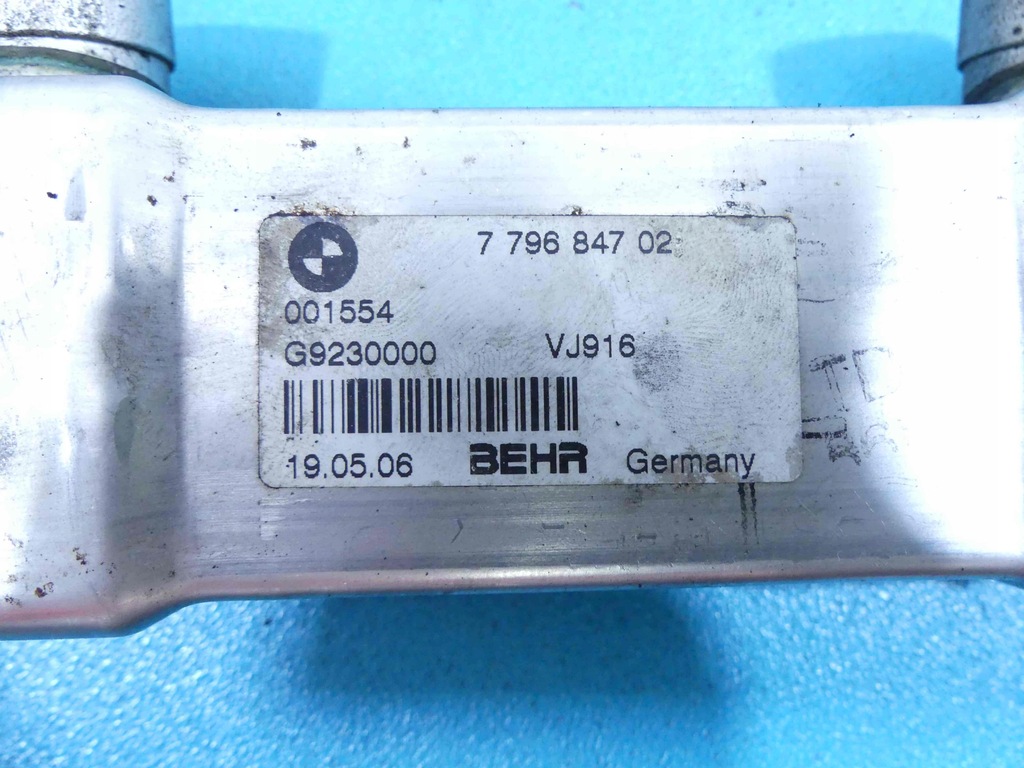 7 796 847 02
001554
G9230000 VJ916
19.05.06 BEHR Germany